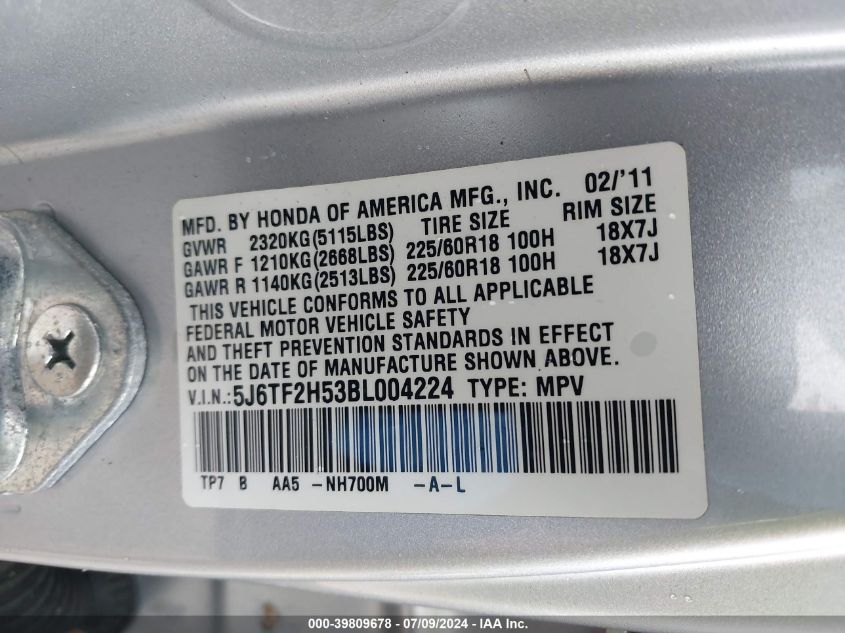 MFD. BY HONDA OF AMERICA MFG., INC. 02/'11
GVWR 2320KG(5115LBS) TIRE SIZE RIM SIZE
GAWR F 1210KG(2668LBS) 225/60R18 100H 18X7J
GAWR R 1140KG(2513LBS) 225/60R18 100H 18X7J
THIS VEHICLE CONFORMS TO ALL APPLICABLE
FEDERAL MOTOR VEHICLE SAFETY
AND THEFT PREVENTION STANDARDS IN EFFECT
ON THE DATE OF MANUFACTURE SHOWN ABOVE.
V.I.N.:5J6TF2H53BL004224 TYPE: MPV
TP7 B AA5 -NH700M -A-L
000-39809678 - 07/09/2024 - IAA Inc.